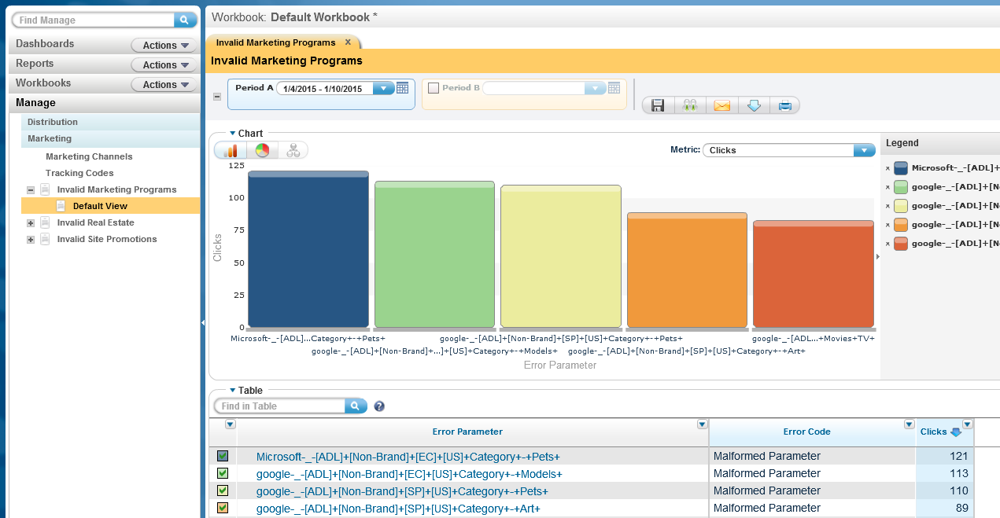 Find Manage
Dashboards
Actions
Reports
Actions
Workbooks
Actions
Manage
Distribution
Marketing
Marketing Channels
Tracking Codes
Invalid Marketing Programs
Default View
Invalid Real Estate
Invalid Site Promotions
Workbook: Default Workbook *
Invalid Marketing Programs x
Invalid Marketing Programs
Period A 1/4/2015 - 1/10/2015
Period B
Chart
Metric: Clicks
125
100
75
50
25
0
Clicks
Microsoft-_-[ADL]...Category+-+Pets+
google-_-[ADL]+[Non-Brand]+[SP]+[US]+Category+-+Pets+
google-_-[ADL...+Movies+TV+
google-_-[ADL]+[Non-Brand]+...]+[US]+Category+-+Models+
google-_-[ADL]+[Non-Brand]+[SP]+[US]+Category+-+Art+
Error Parameter
Legend
x Microsoft-_-[ADL]+
x google-_-[ADL]+[N
x google-_-[ADL]+[N
x google-_-[ADL]+[N
x google-_-[ADL]+[N
Table
Find in Table
?
Error Parameter Error Code Clicks
Microsoft-_-[ADL]+[Non-Brand]+[EC]+[US]+Category+-+Pets+ Malformed Parameter 121
google-_-[ADL]+[Non-Brand]+[EC]+[US]+Category+-+Models+ Malformed Parameter 113
google-_-[ADL]+[Non-Brand]+[SP]+[US]+Category+-+Pets+ Malformed Parameter 110
google-_-[ADL]+[Non-Brand]+[SP]+[US]+Category+-+Art+ Malformed Parameter 89